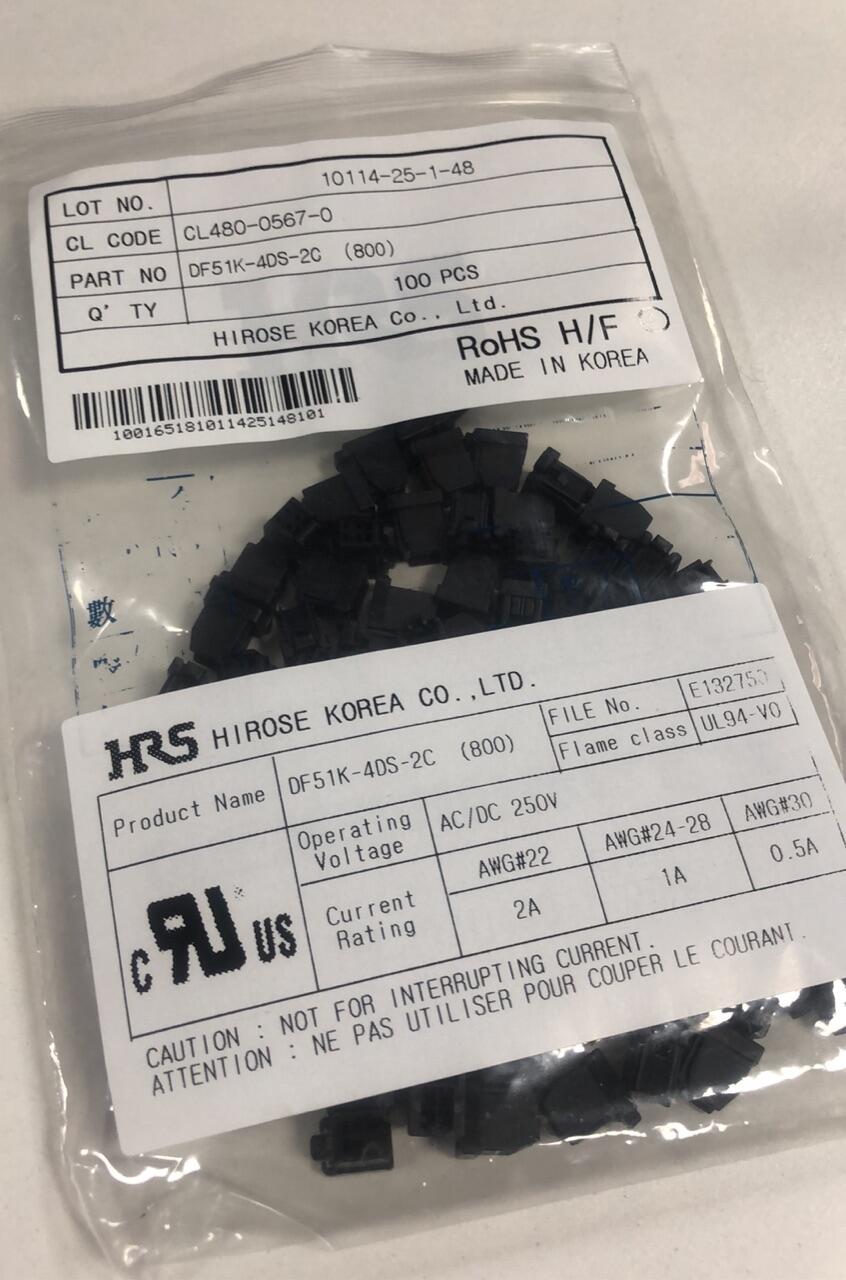 LOT NO. 10114-25-1-48
CL CODE CL480-0567-0
PART NO DF51K-4DS-2C (800)
Q' TY 100 PCS
HIROSE KOREA Co., Ltd.
RoHS H/F
MADE IN KOREA
100165181011425148101
數
HRS HIROSE KOREA CO.,LTD.
Product Name DF51K-4DS-2C (800)
FILE No. E132750
Flame class UL94-V0
Operating Voltage AC/DC 250V
Current Rating
AWG#22 AWG#24-28 AWG#30
2A 1A 0.5A
C RU US
CAUTION : NOT FOR INTERRUPTING CURRENT.
ATTENTION : NE PAS UTILISER POUR COUPER LE COURANT.